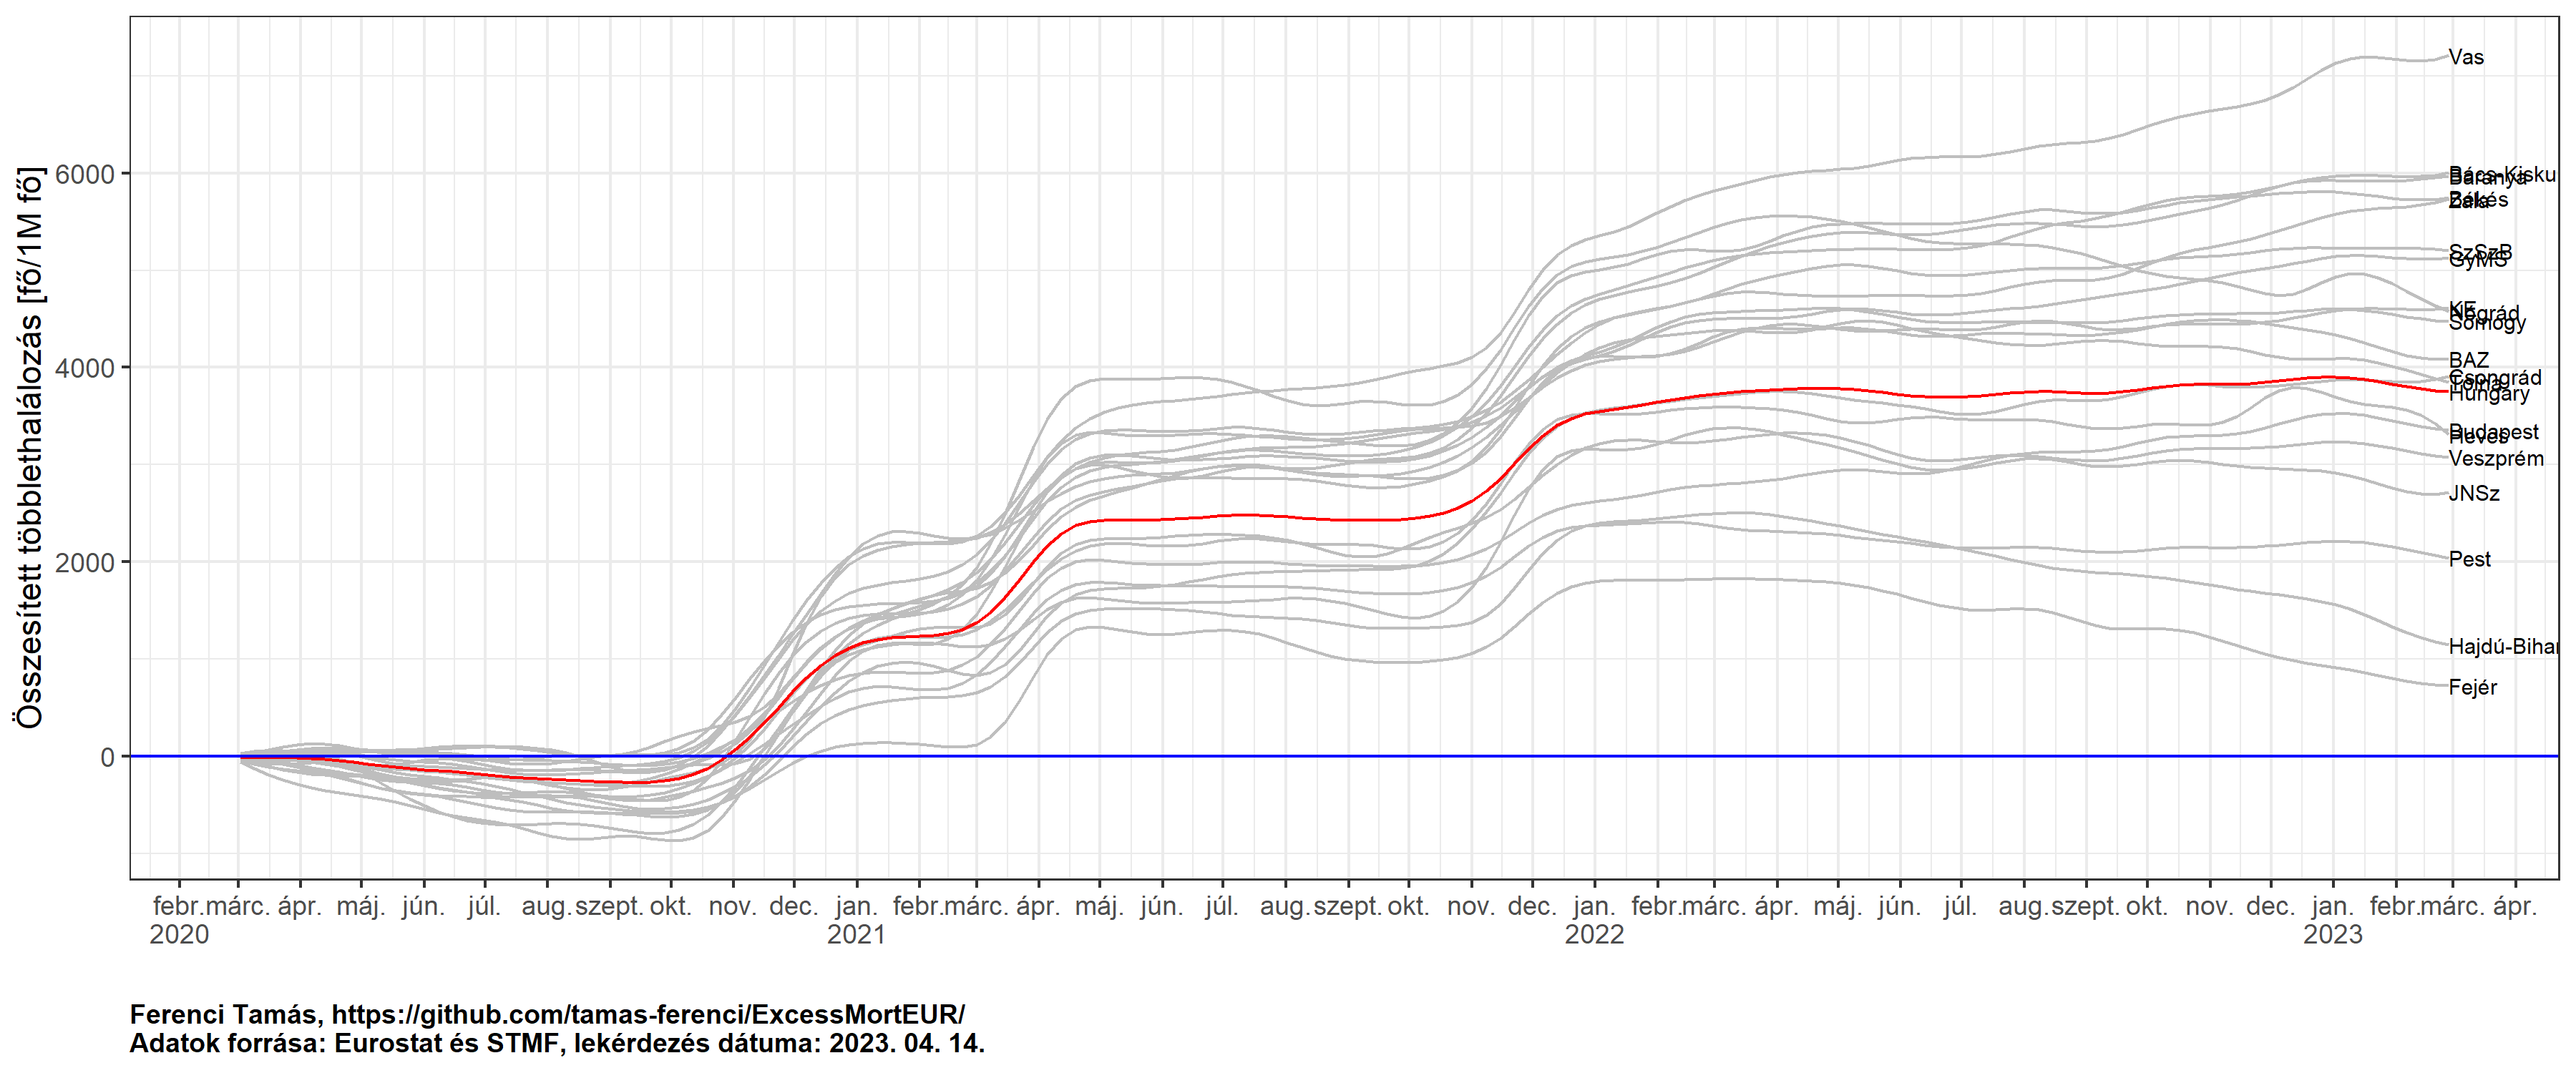 Összesített többlethalálozás [fő/1M fő]
6000
4000
2000
0
Vas
Bács-Kisku
Baranya
Békés
Zala
SzSzB
GyMS
KE
Nógrád
Somogy
BAZ
Csongrád
Tolna
Hungary
Budapest
Heves
Veszprém
JNSz
Pest
Hajdú-Bihar
Fejér
febr. márc. ápr. máj. jún. júl. aug. szept. okt. nov. dec. jan. febr. márc. ápr. máj. jún. júl. aug. szept. okt. nov. dec. jan. febr. márc. ápr. máj. jún. júl. aug. szept. okt. nov. dec. jan. febr. márc. ápr.
2020 2021 2022 2023
Ferenci Tamás, https://github.com/tamas-ferenci/ExcessMortEUR/
Adatok forrása: Eurostat és STMF, lekérdezés dátuma: 2023. 04. 14.